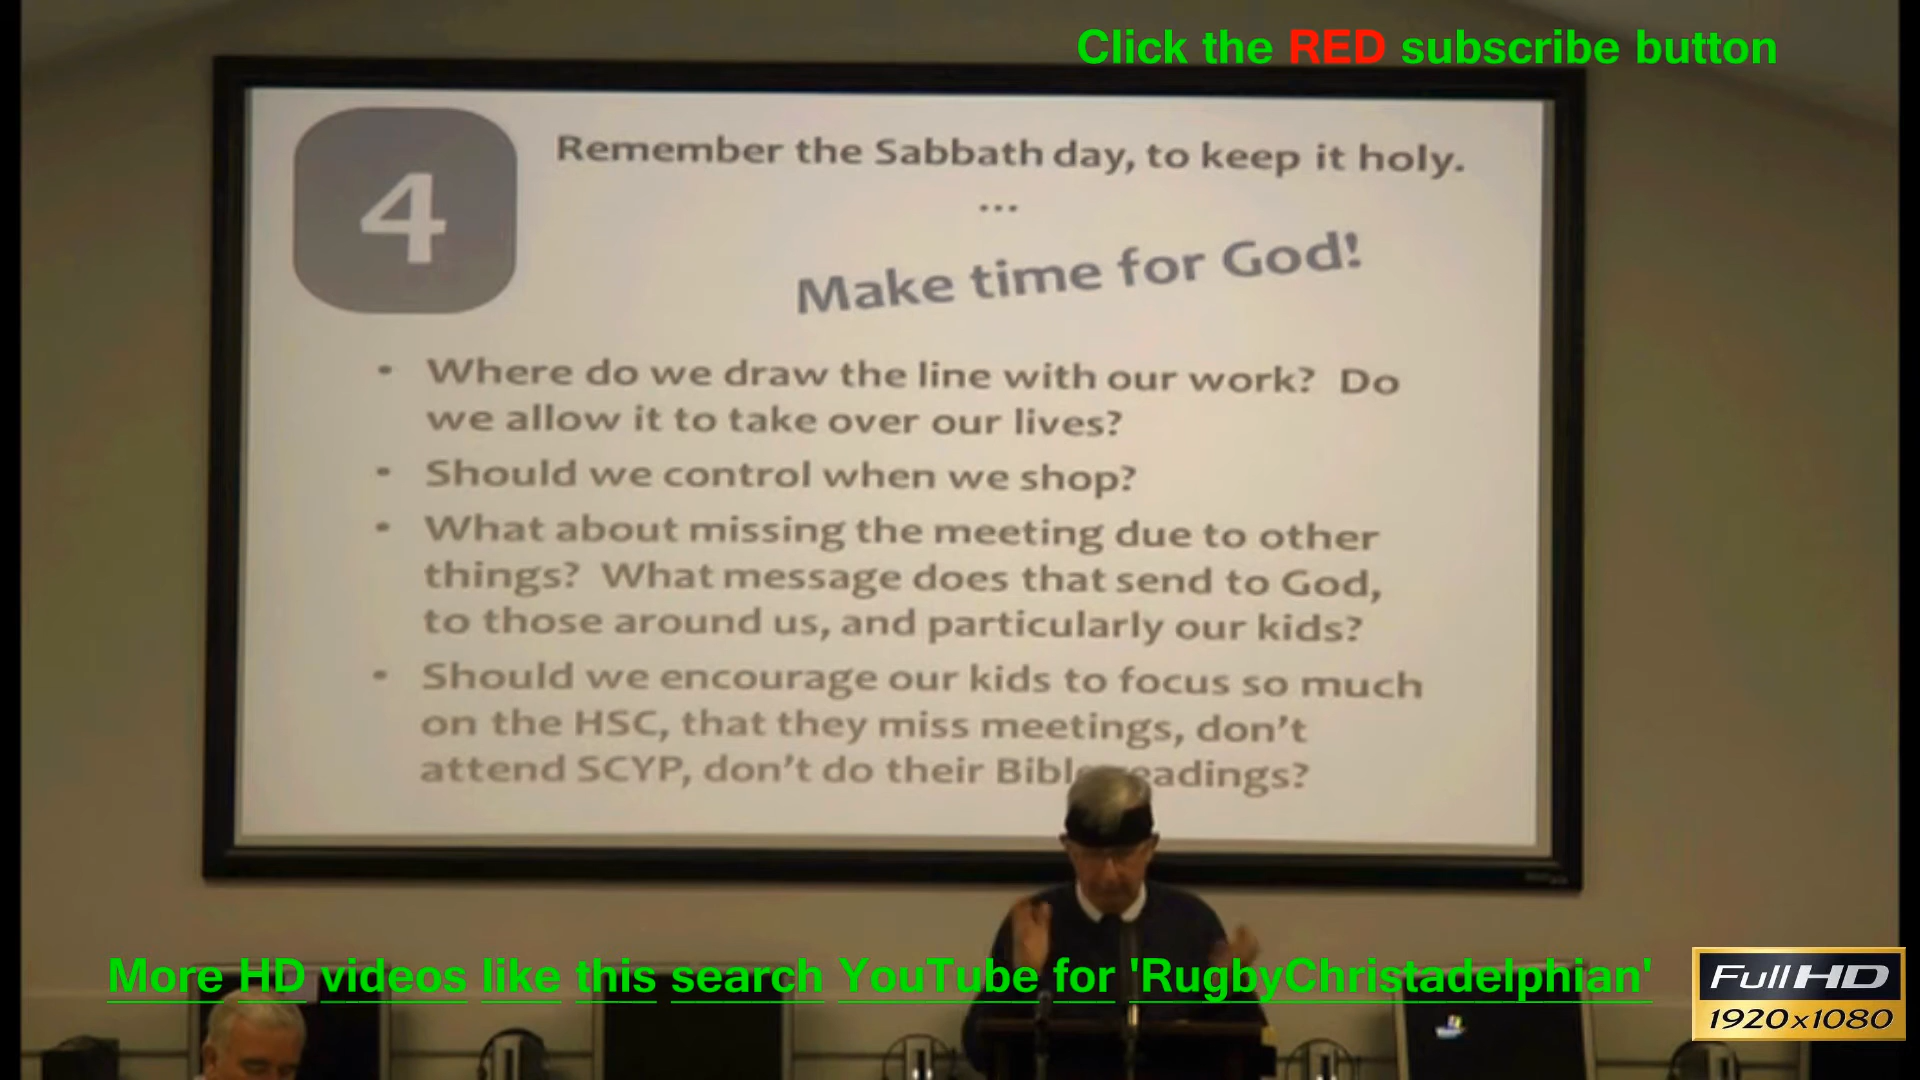 Click the RED subscribe button
4
Remember the Sabbath day, to keep it holy.
...
Make time for God!
• Where do we draw the line with our work? Do
we allow it to take over our lives?
• Should we control when we shop?
• What about missing the meeting due to other
things? What message does that send to God,
to those around us, and particularly our kids?
• Should we encourage our kids to focus so much
on the HSC, that they miss meetings, don't
attend SCYP, don't do their
More HD videos like this search YouTube for 'RugbyChristadelphian'
Full HD
1920x1080